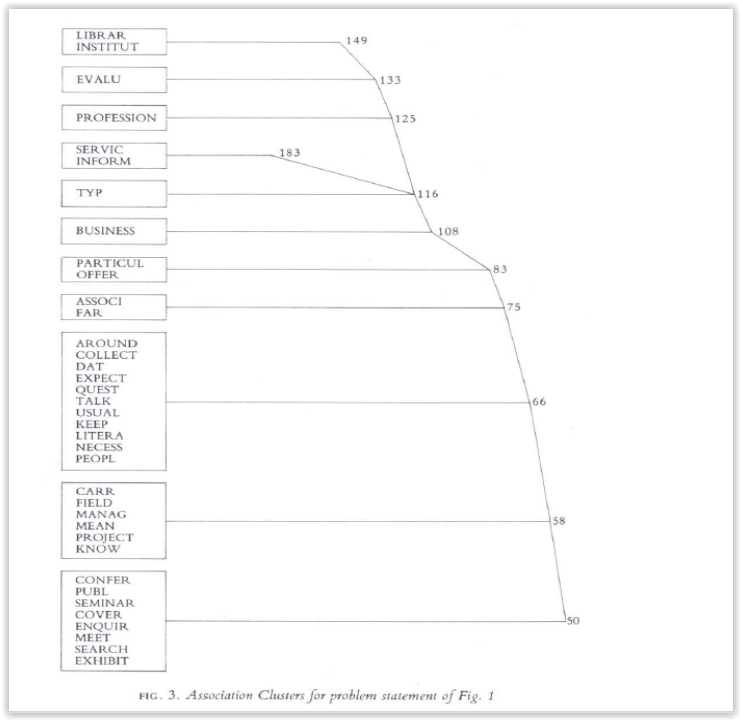 LIBRAR
INSTITUT
149
EVALU
133
PROFESSION
125
SERVIC
INFORM
183
TYP
116
BUSINESS
108
PARTICUL
OFFER
83
ASSOCI
FAR
75
AROUND
COLLECT
DAT
EXPECT
QUEST
TALK
USUAL
KEEP
LITERA
NECESS
PEOPL
66
CARR
FIELD
MANAG
MEAN
PROJECT
KNOW
58
CONFER
PUBL
SEMINAR
COVER
ENQUIR
MEET
SEARCH
EXHIBIT
50
FIG. 3. Association Clusters for problem statement of Fig. 1